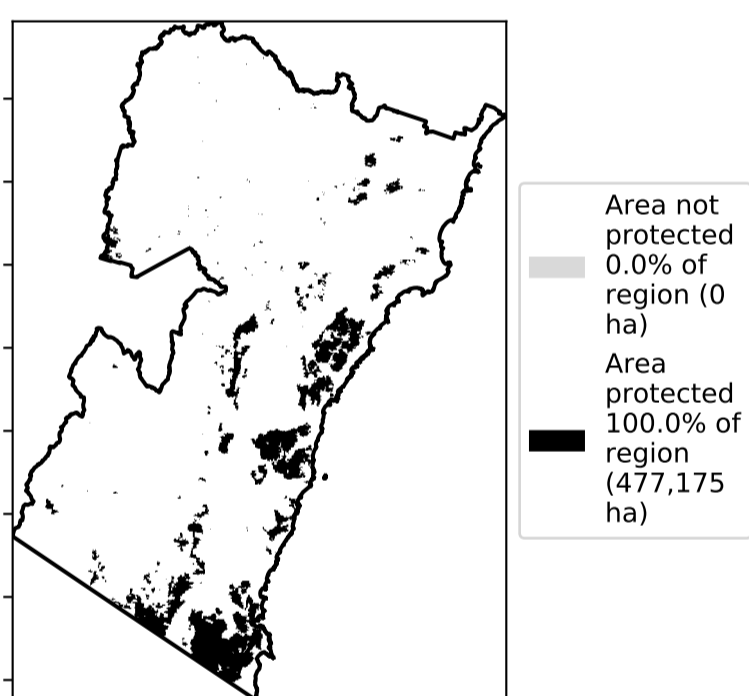 Area not
protected
0.0% of
region (0
ha)
Area
protected
100.0% of
region
(477,175
ha)